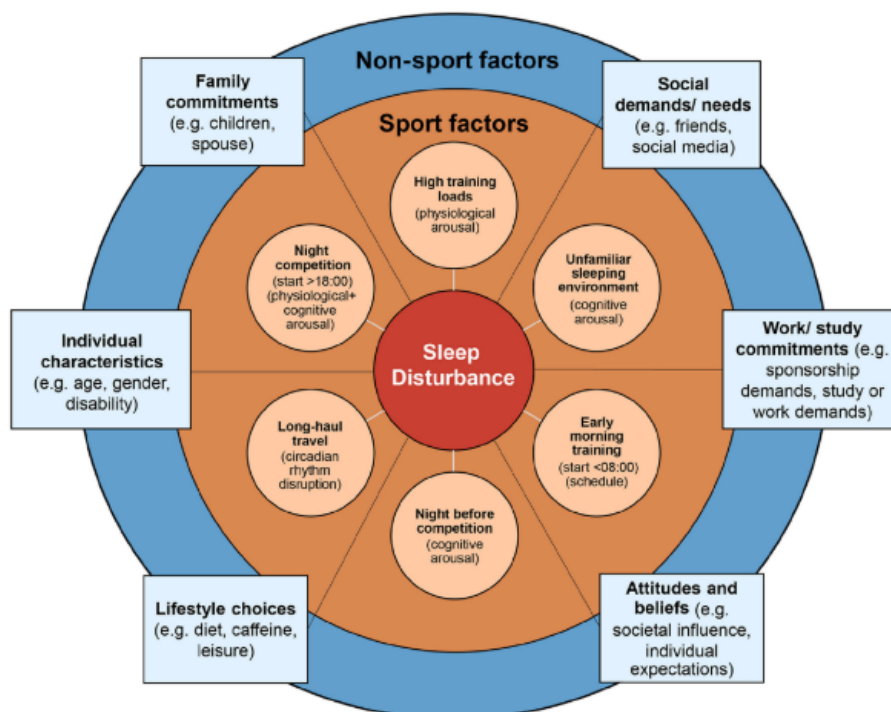 Non-sport factors
Family
commitments
(e.g. children,
spouse)
Social
demands/ needs
(e.g. friends,
social media)
Sport factors
High training
loads
(physiological
arousal)
Night
competition
(start >18:00)
(physiological+
cognitive
arousal)
Unfamiliar
sleeping
environment
(cognitive
arousal)
Individual
characteristics
(e.g. age, gender,
disability)
Sleep
Disturbance
Work/ study
commitments (e.g.
sponsorship
demands, study or
work demands)
Long-haul
travel
(circadian
rhythm
disruption)
Early
morning
training
(start <08:00)
(schedule)
Night before
competition
(cognitive
arousal)
Lifestyle choices
(e.g. diet, caffeine,
leisure)
Attitudes and
beliefs (e.g.
societal influence,
individual
expectations)